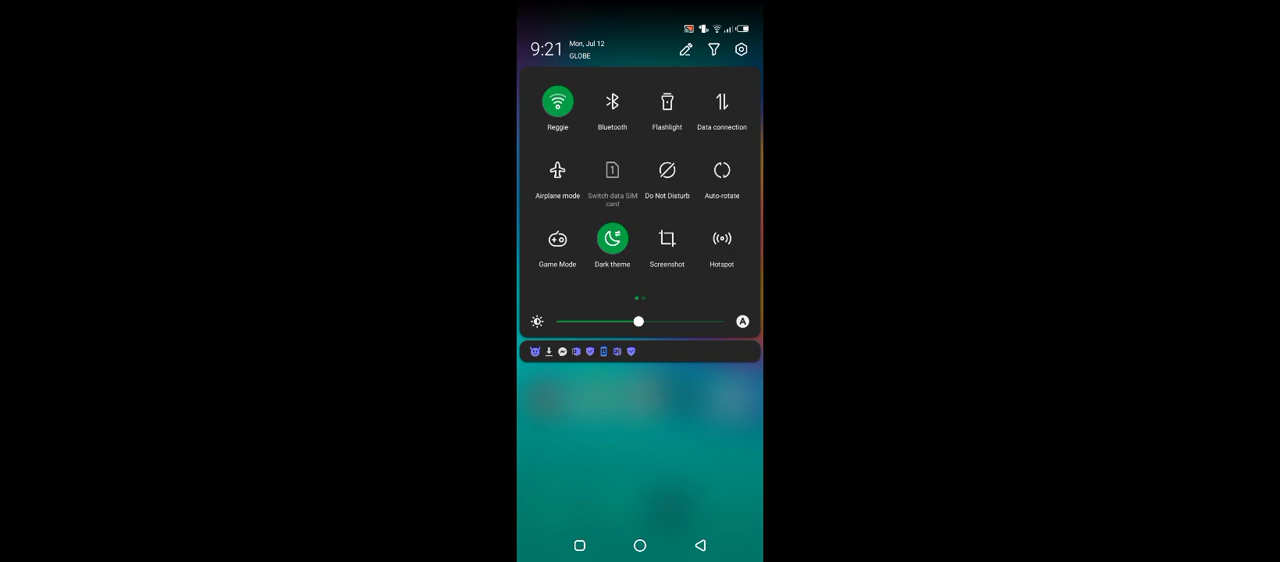 9:21 Mon, Jul 12
GLOBE
Reggie Bluetooth Flashlight Data connection
Airplane mode Switch data SIM card Do Not Disturb Auto-rotate
1
Game Mode Dark theme Screenshot Hotspot
A